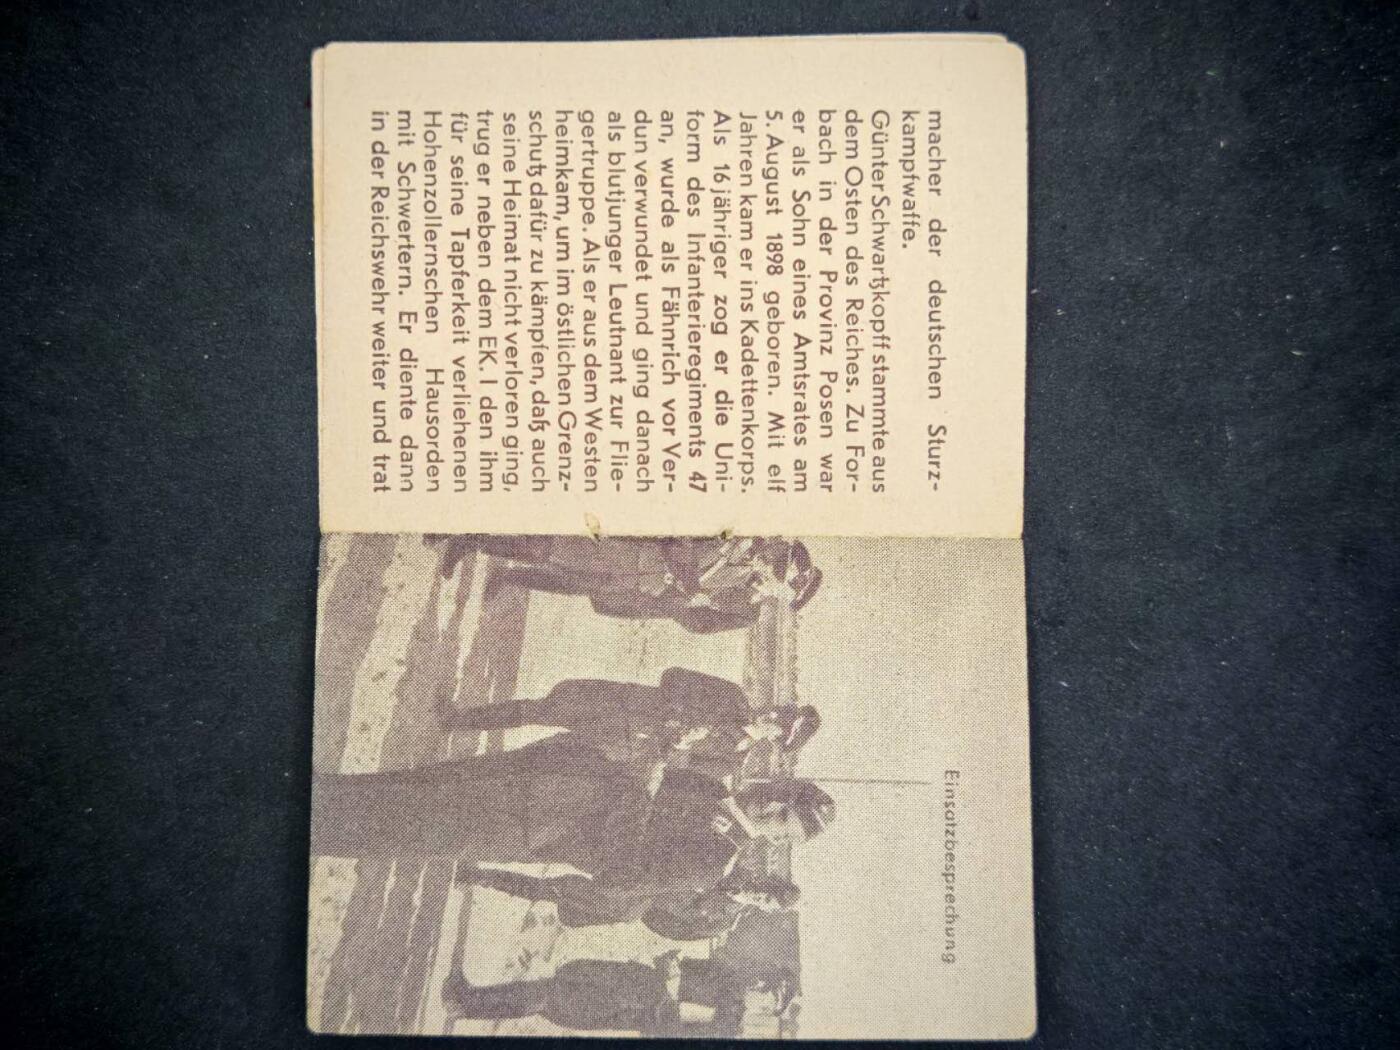 macher der deutschen Sturz-
kampfwaffe.
Günter Schwartzkopff stammte aus
dem Osten des Reiches. Zu For-
bach in der Provinz Posen war
er als Sohn eines Amtsrates am
5. August 1898 geboren. Mit elf
Jahren kam er ins Kadettenkorps.
Als 16 jähriger zog er die Uni-
form des Infanterieregiments 47
an, wurde als Fähnrich vor Ver-
dun verwundet und ging danach
als blutjunger Leutnant zur Flie-
gertruppe. Als er aus dem Westen
heimkam, um im östlichen Grenz-
schutz dafür zu kämpfen, daß auch
seine Heimat nicht verloren ging,
trug er neben dem EK. I den ihm
für seine Tapferkeit verliehenen
Hohenzollernschen Hausorden
mit Schwertern. Er diente dann
in der Reichswehr weiter und trat
Einsatzbesprechung